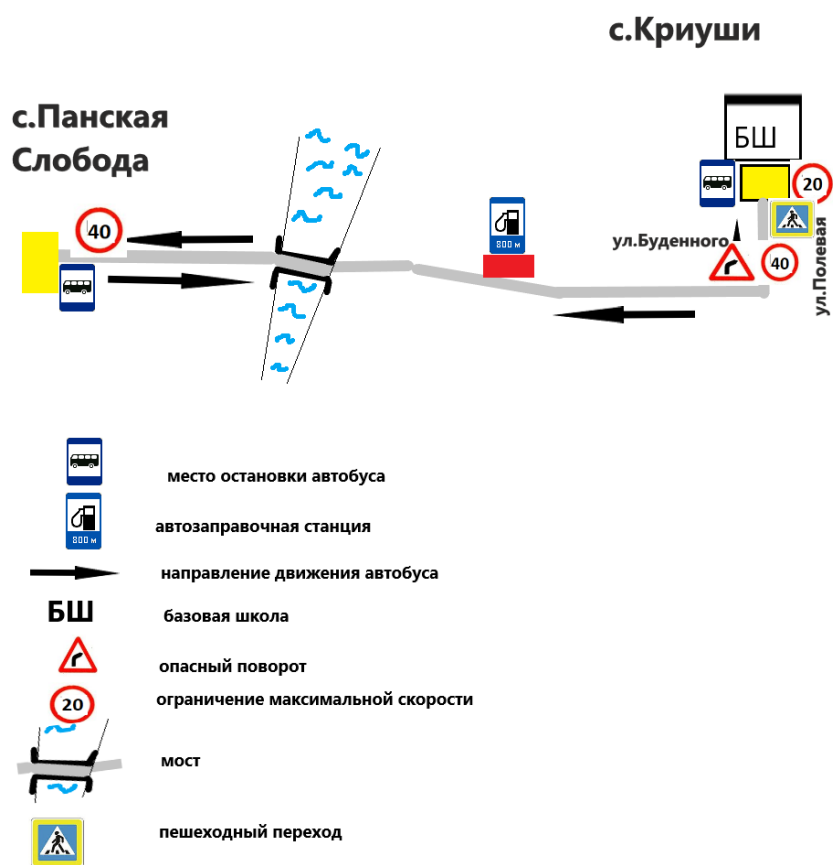 с.Криуши
с.Панская
Слобода
БШ
20
800 м
40
ул.Буденного
40
ул.Полевая
место остановки автобуса
автозаправочная станция
800 м
направление движения автобуса
БШ
базовая школа
опасный поворот
ограничение максимальной скорости
20
мост
пешеходный переход